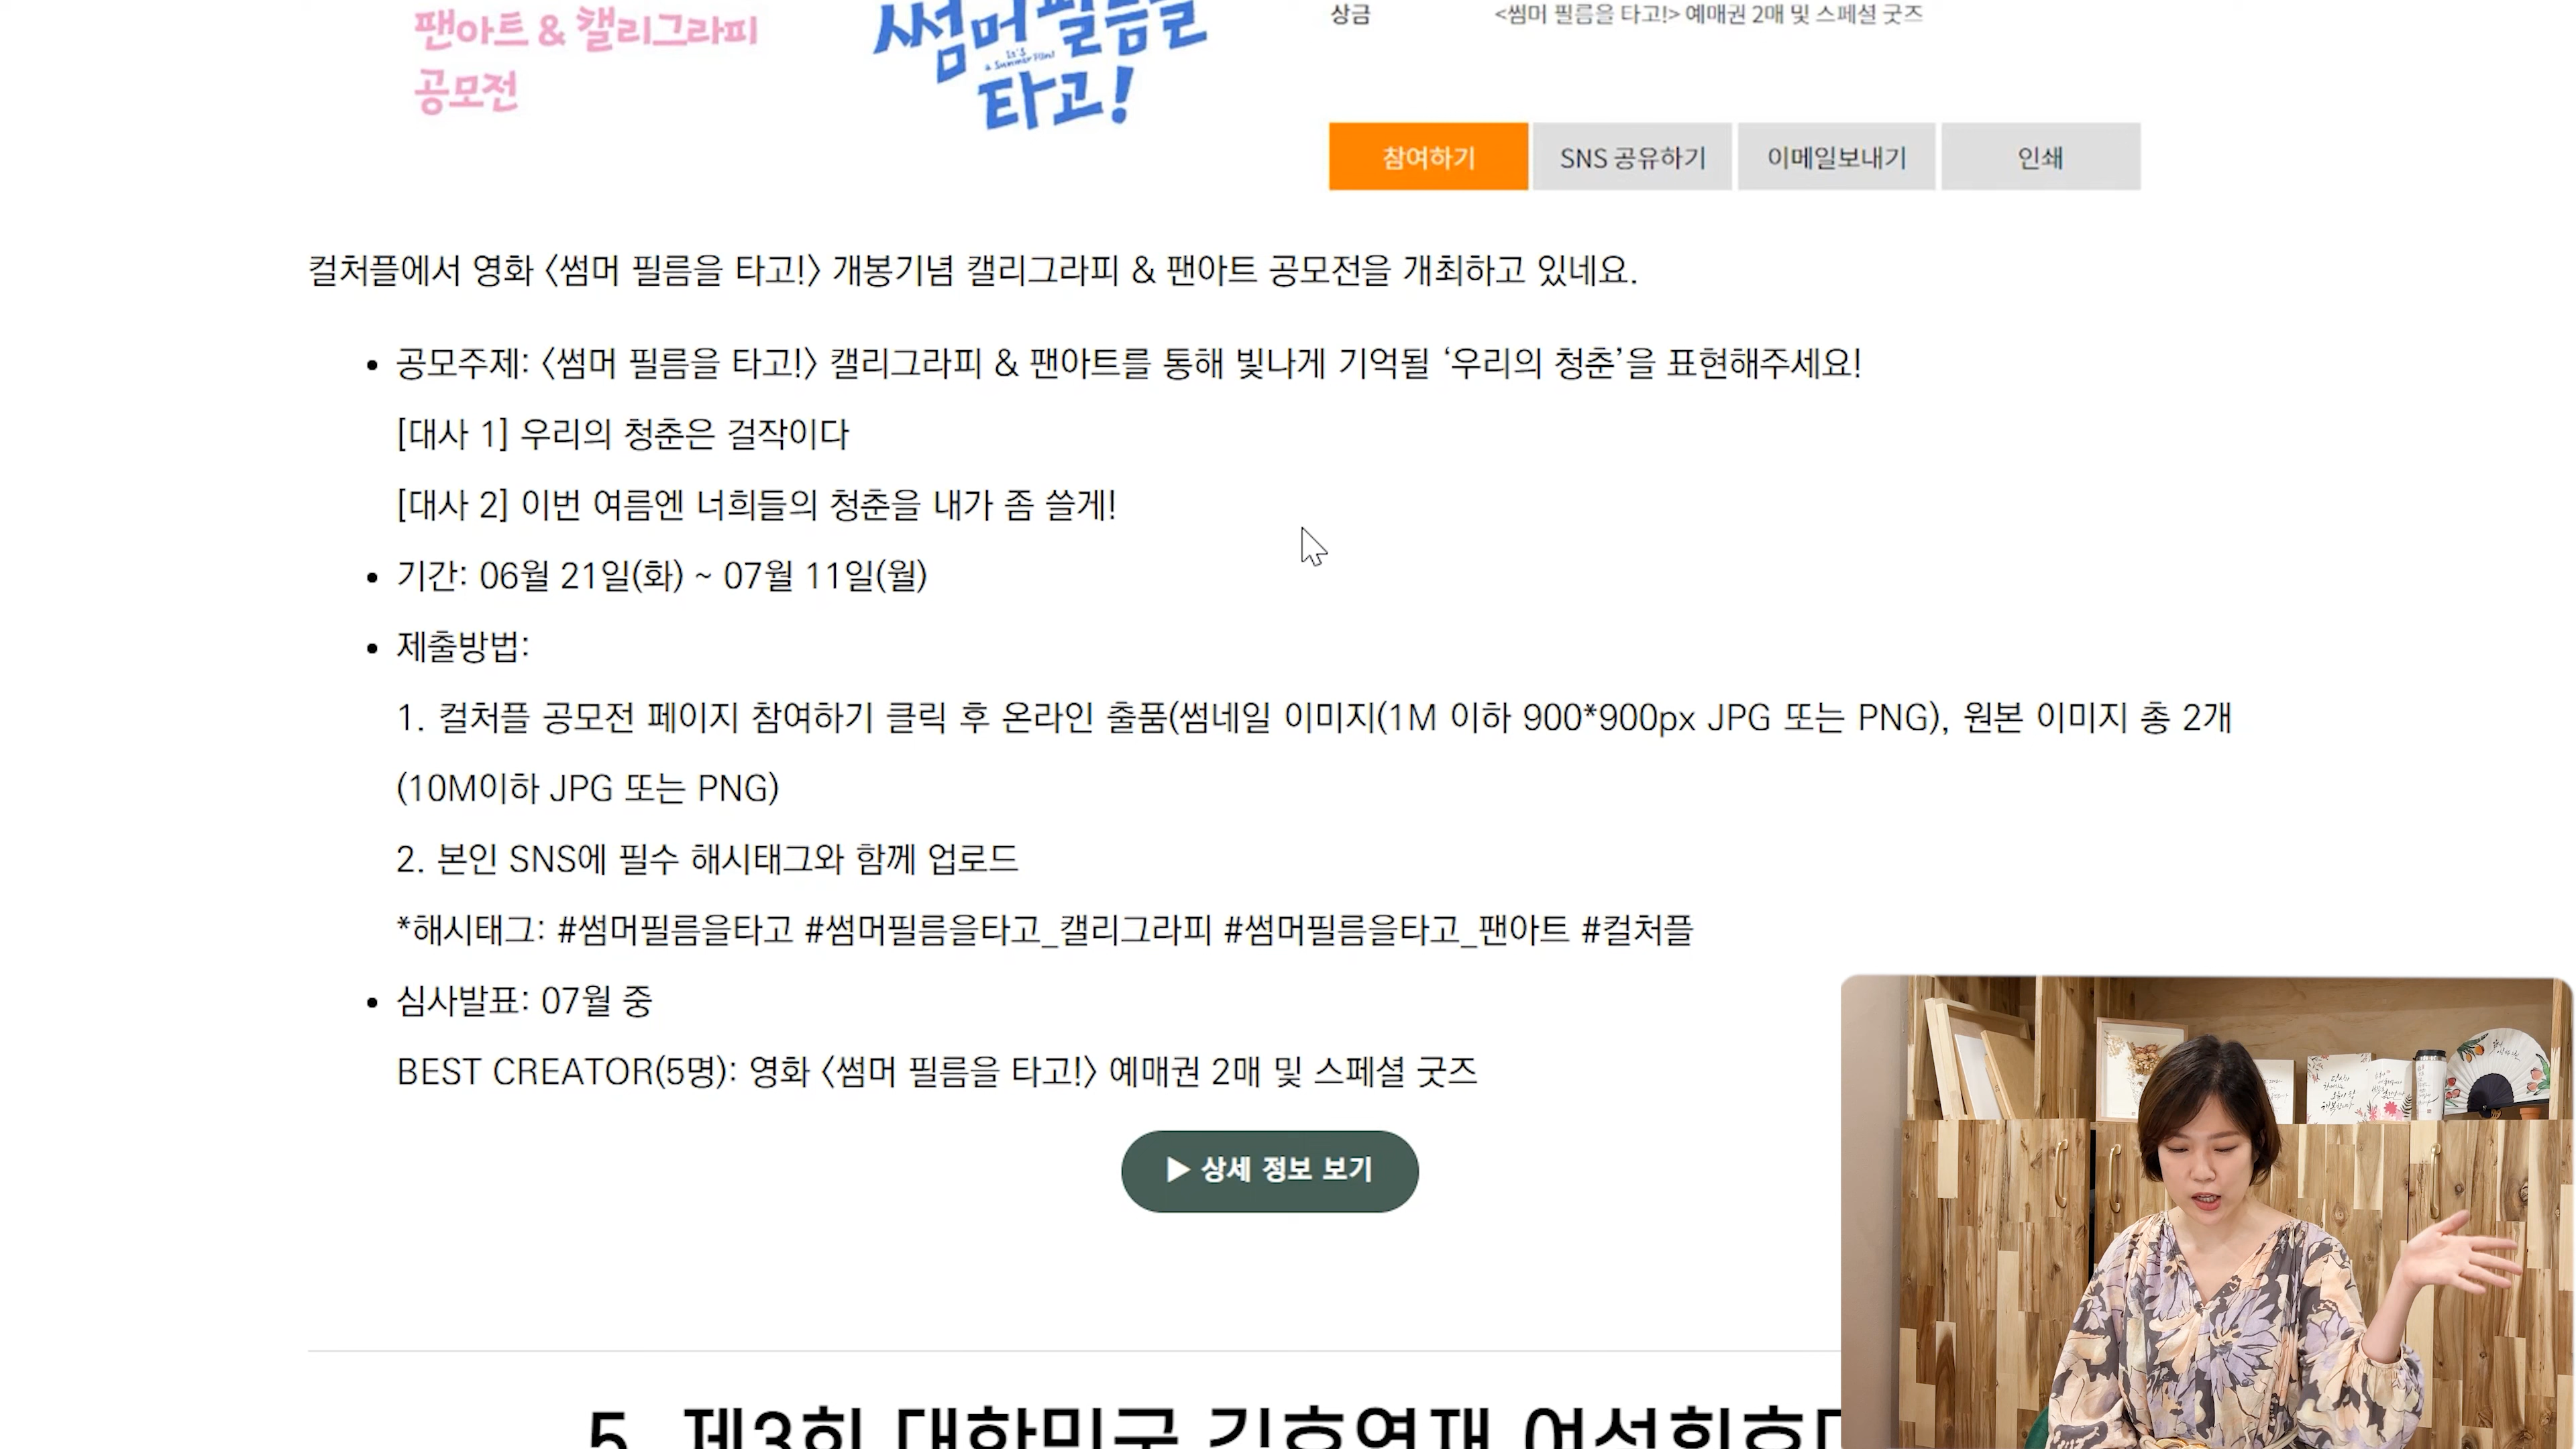 팬아트 & 캘리그라피
공모전
썸머 필름을
It's
a Summer Film!
타고!
상금 <썸머 필름을 타고!> 예매권 2매 및 스페셜 굿즈
참여하기 SNS 공유하기 이메일보내기 인쇄
컬처플에서 영화 <썸머 필름을 타고!> 개봉기념 캘리그라피 & 팬아트 공모전을 개최하고 있네요.
• 공모주제: <썸머 필름을 타고!> 캘리그라피 & 팬아트를 통해 빛나게 기억될 ‘우리의 청춘’을 표현해주세요!
[대사 1] 우리의 청춘은 걸작이다
[대사 2] 이번 여름엔 너희들의 청춘을 내가 좀 쓸게!
• 기간: 06월 21일(화) ~ 07월 11일(월)
• 제출방법:
1. 컬처플 공모전 페이지 참여하기 클릭 후 온라인 출품(썸네일 이미지(1M 이하 900*900px JPG 또는 PNG), 원본 이미지 총 2개
(10M이하 JPG 또는 PNG)
2. 본인 SNS에 필수 해시태그와 함께 업로드
*해시태그: #썸머필름을타고 #썸머필름을타고_캘리그라피 #썸머필름을타고_팬아트 #컬처플
• 심사발표: 07월 중
BEST CREATOR(5명): 영화 <썸머 필름을 타고!> 예매권 2매 및 스페셜 굿즈
▶ 상세 정보 보기
5. 제3회 대한민국